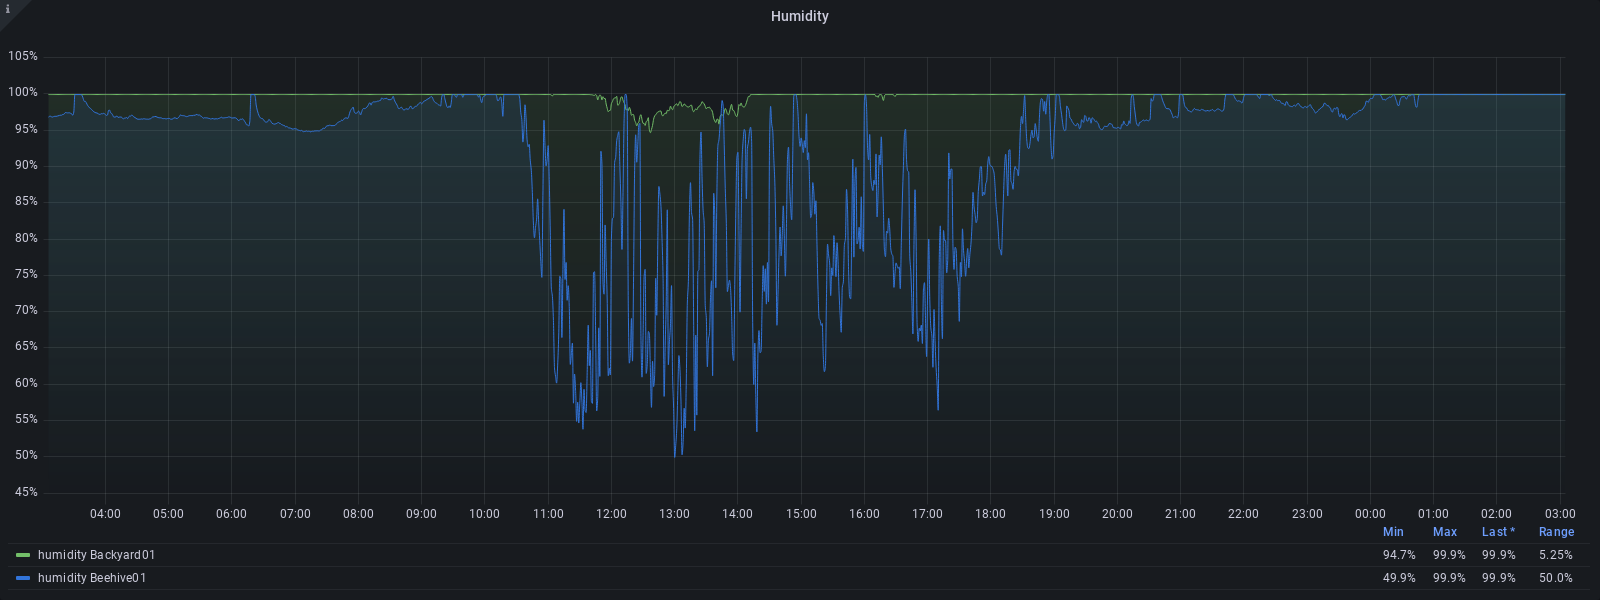 i
Humidity
105%
100%
95%
90%
85%
80%
75%
70%
65%
60%
55%
50%
45%
04:00 05:00 06:00 07:00 08:00 09:00 10:00 11:00 12:00 13:00 14:00 15:00 16:00 17:00 18:00 19:00 20:00 21:00 22:00 23:00 00:00 01:00 02:00 03:00
Min Max Last * Range
humidity Backyard01 94.7% 99.9% 99.9% 5.25%
humidity Beehive01 49.9% 99.9% 99.9% 50.0%